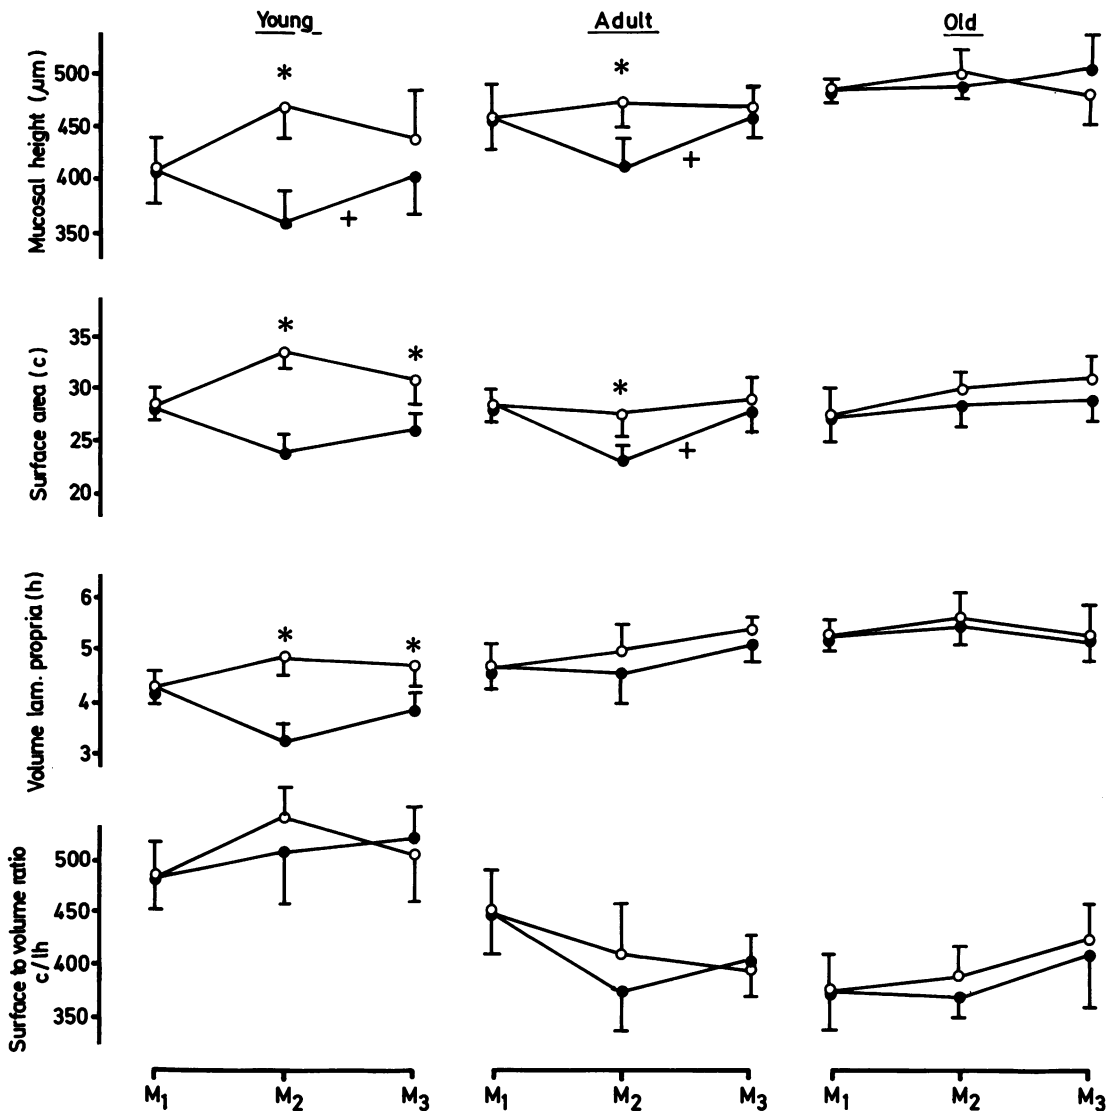 Young
Adult
Old
Mucosal height (μm)
500
450
400
350
*
+
*
+
Surface area (c)
35
30
25
20
*
*
*
+
Volume lam. propria (h)
6
5
4
3
*
*
Surface to volume ratio
c/lh
500
450
400
350
M1
M2
M3
M1
M2
M3
M1
M2
M3